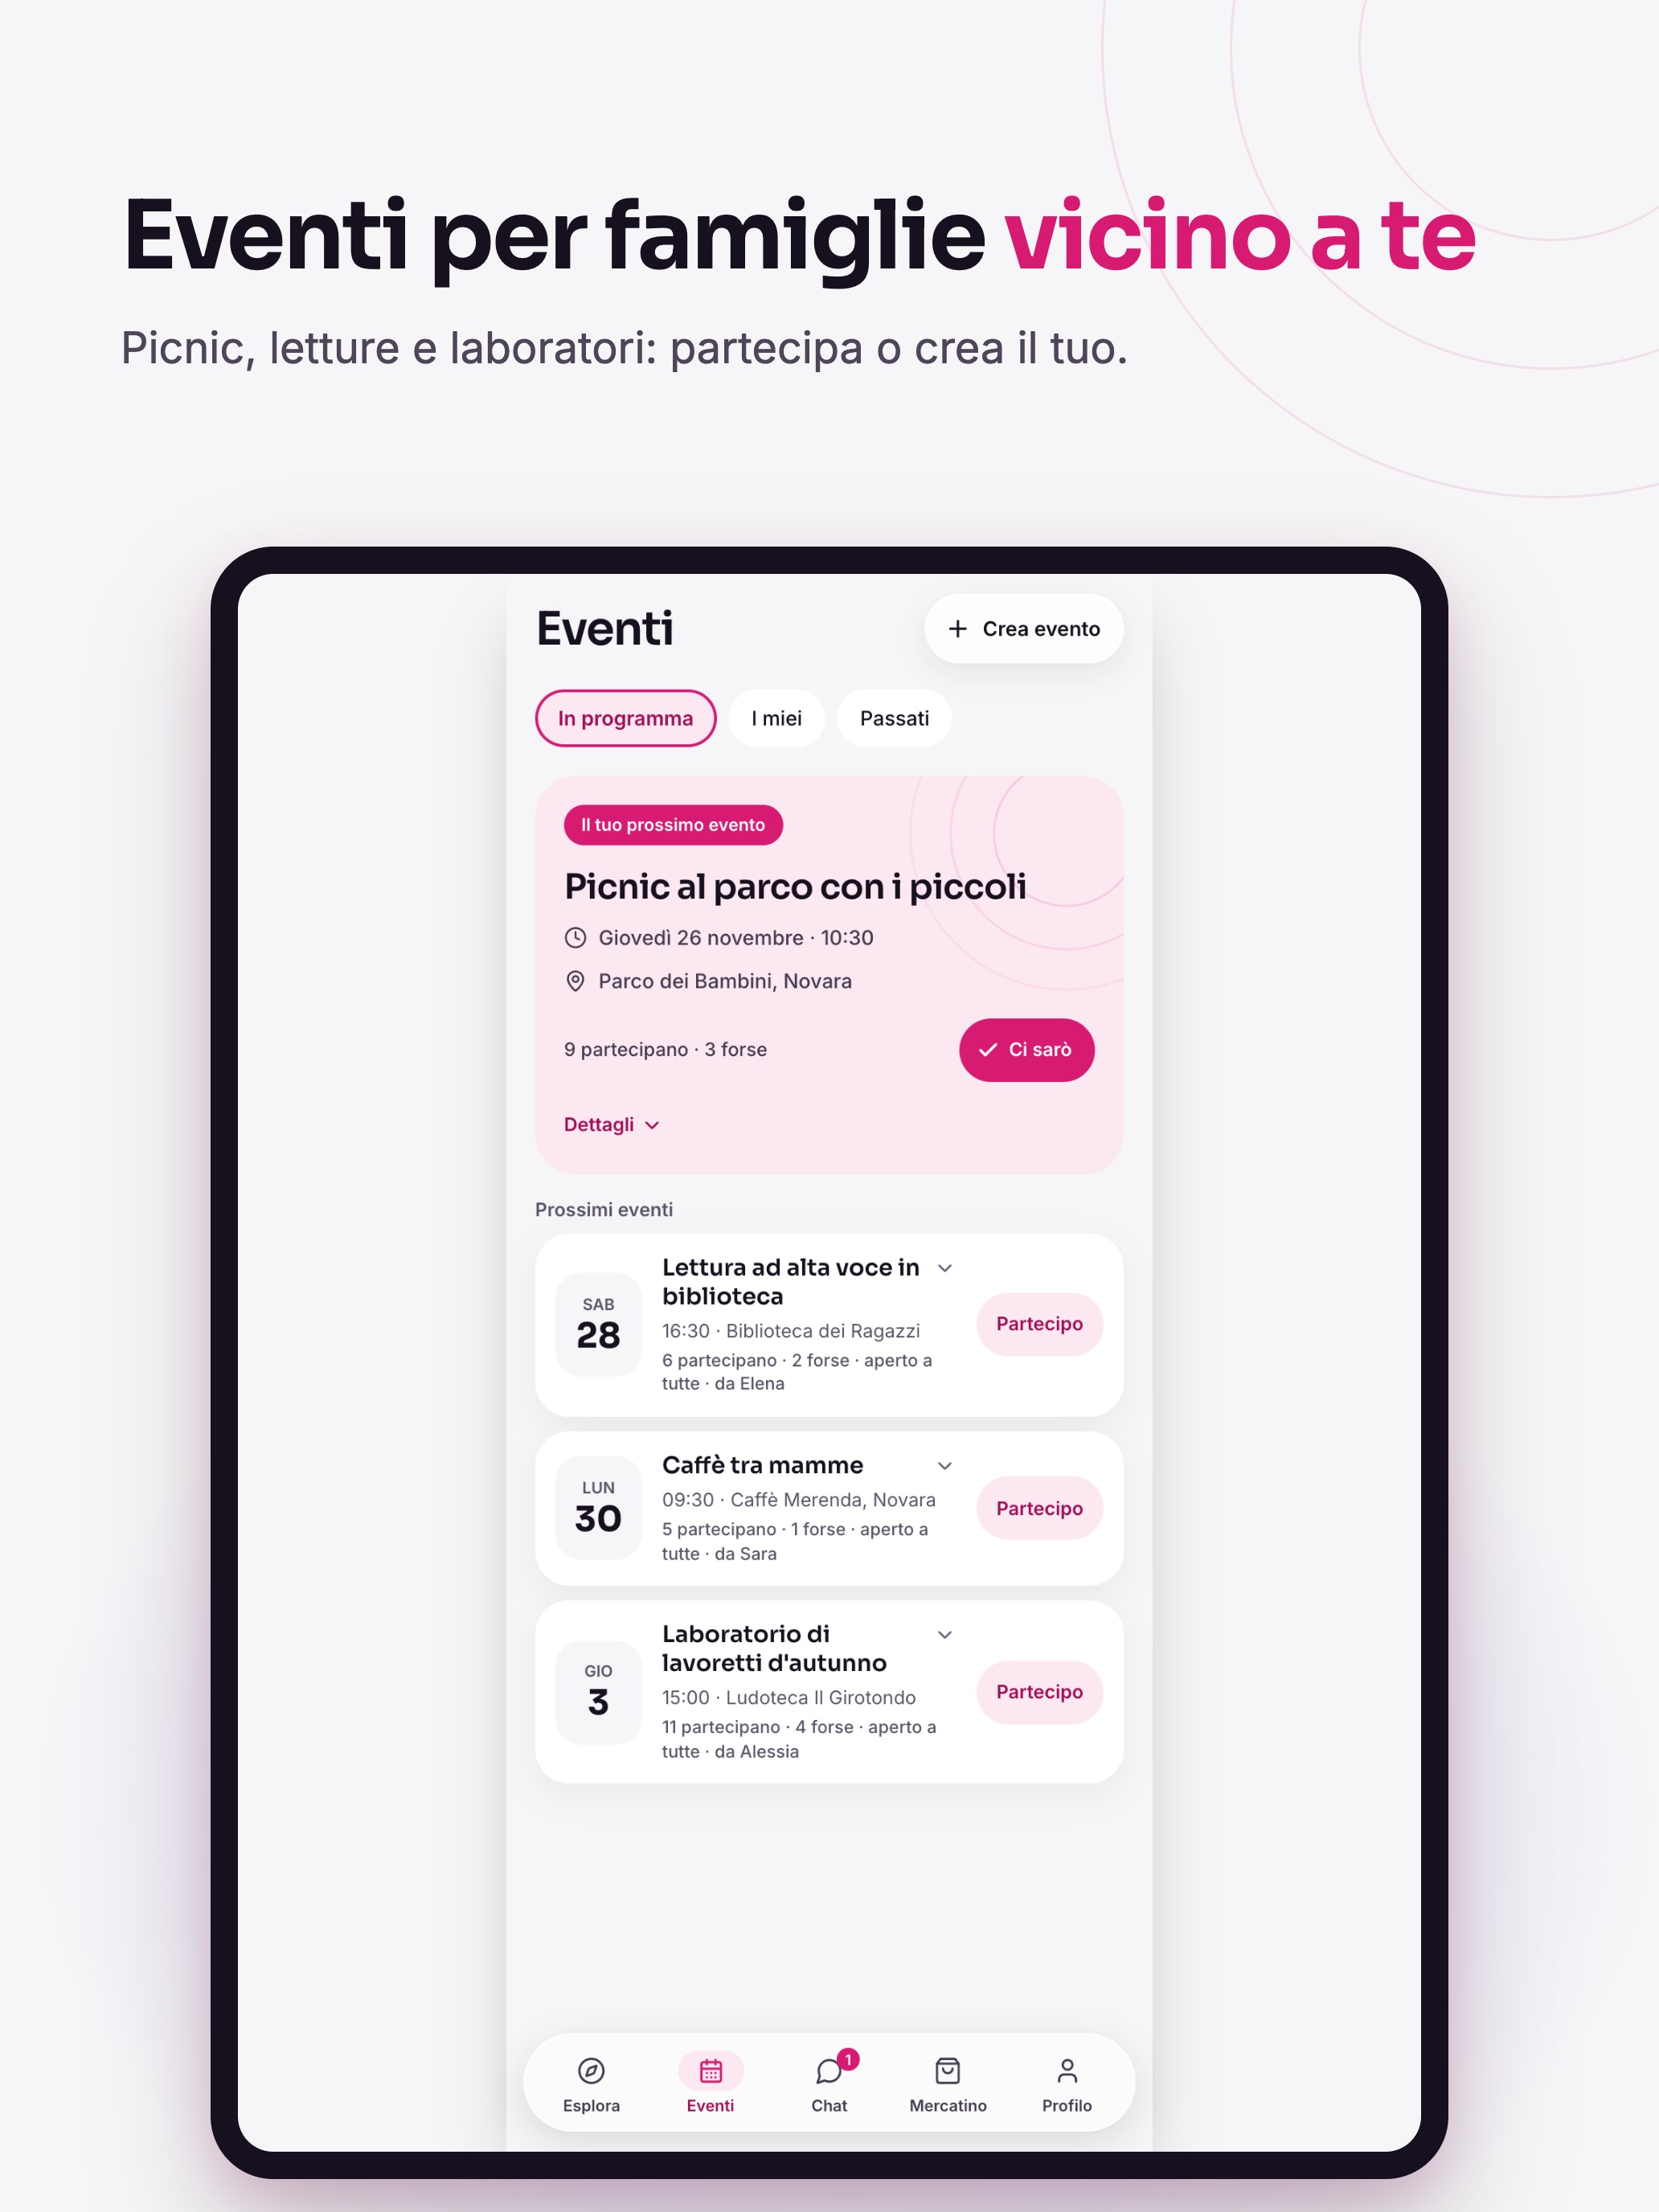 Eventi per famiglie vicino a te
Picnic, letture e laboratori: partecipa o crea il tuo.
Eventi
Crea evento
In programma
I miei
Passati
Il tuo prossimo evento
Picnic al parco con i piccoli
Giovedì 26 novembre · 10:30
Parco dei Bambini, Novara
9 partecipano · 3 forse
Ci sarò
Dettagli
Prossimi eventi
SAB
28
Lettura ad alta voce in
biblioteca
16:30 · Biblioteca dei Ragazzi
6 partecipano · 2 forse · aperto a
tutte · da Elena
Partecipo
LUN
30
Caffè tra mamme
09:30 · Caffè Merenda, Novara
5 partecipano · 1 forse · aperto a
tutte · da Sara
Partecipo
GIO
3
Laboratorio di
lavoretti d'autunno
15:00 · Ludoteca Il Girotondo
11 partecipano · 4 forse · aperto a
tutte · da Alessia
Partecipo
Esplora
Eventi
1
Chat
Mercatino
Profilo